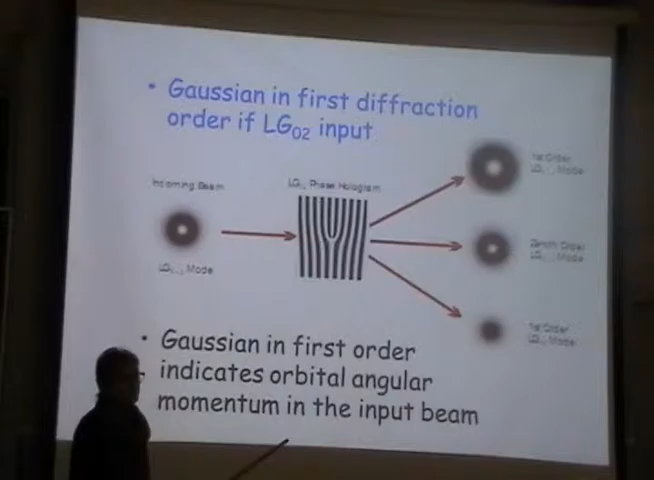 • Gaussian in first diffraction
order if LG02 input
Incoming Beam
Phase Hologram
1st Order
Mode
Zeroth Order
Mode
Mode
1st Order
Mode
• Gaussian in first order
indicates orbital angular
momentum in the input beam